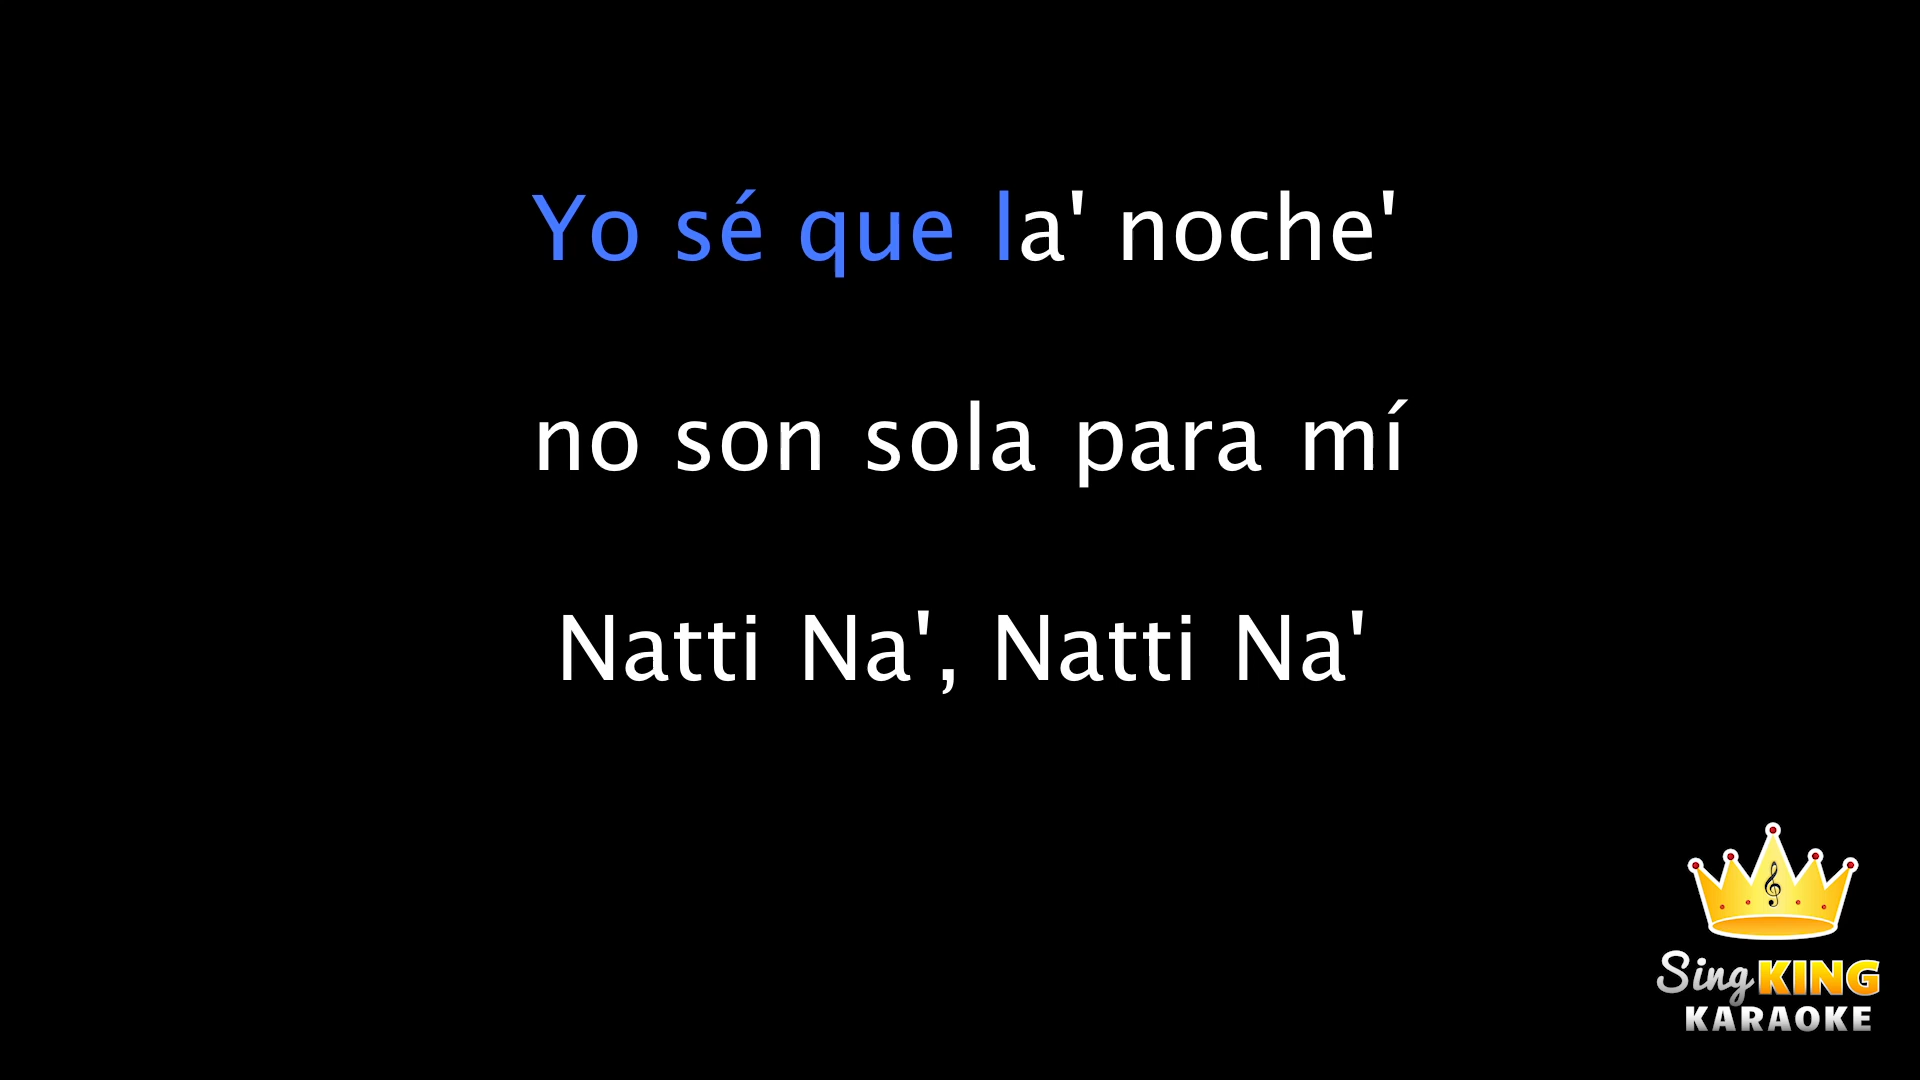 Yo sé que la' noche'
no son sola para mí
Natti Na', Natti Na'
Sing KING
KARAOKE